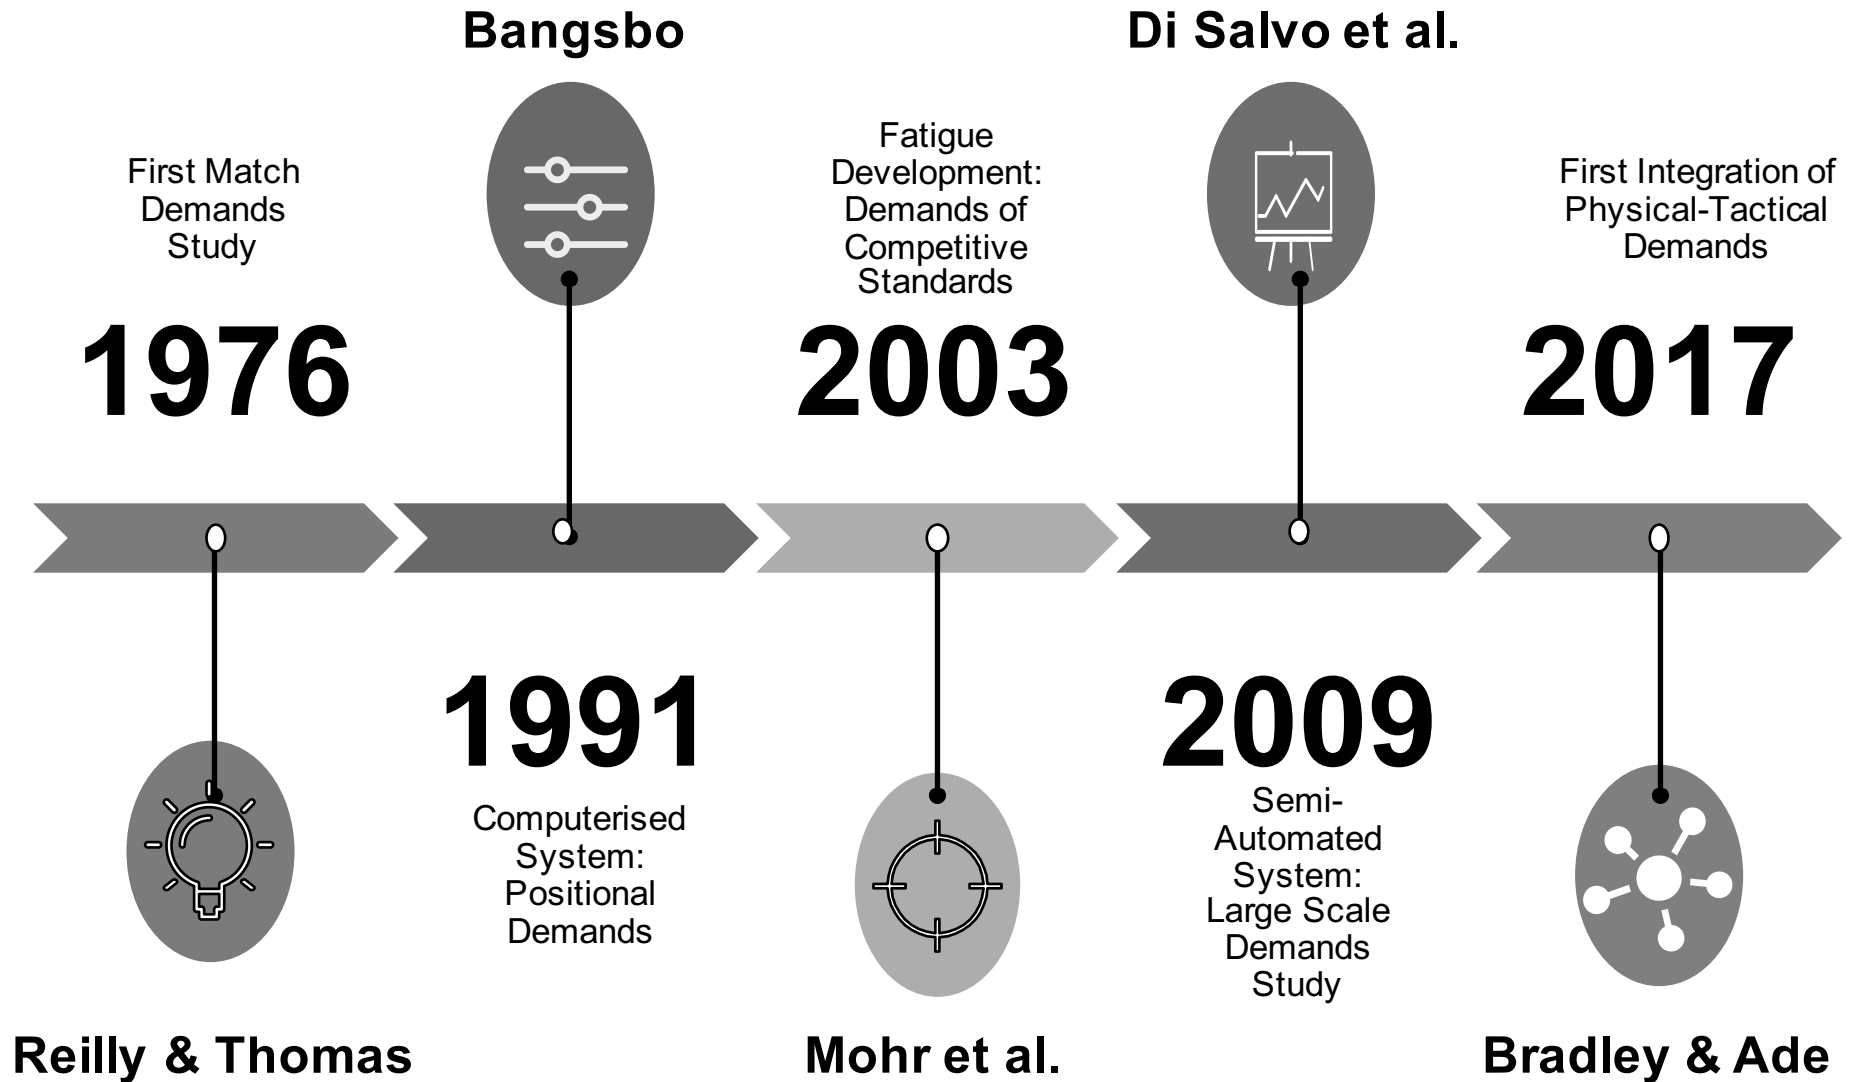 Bangsbo
Di Salvo et al.
First Match
Demands
Study
1976
Fatigue
Development:
Demands of
Competitive
Standards
2003
First Integration of
Physical-Tactical
Demands
2017
1991
Computerised
System:
Positional
Demands
2009
Semi-
Automated
System:
Large Scale
Demands
Study
Reilly & Thomas
Mohr et al.
Bradley & Ade